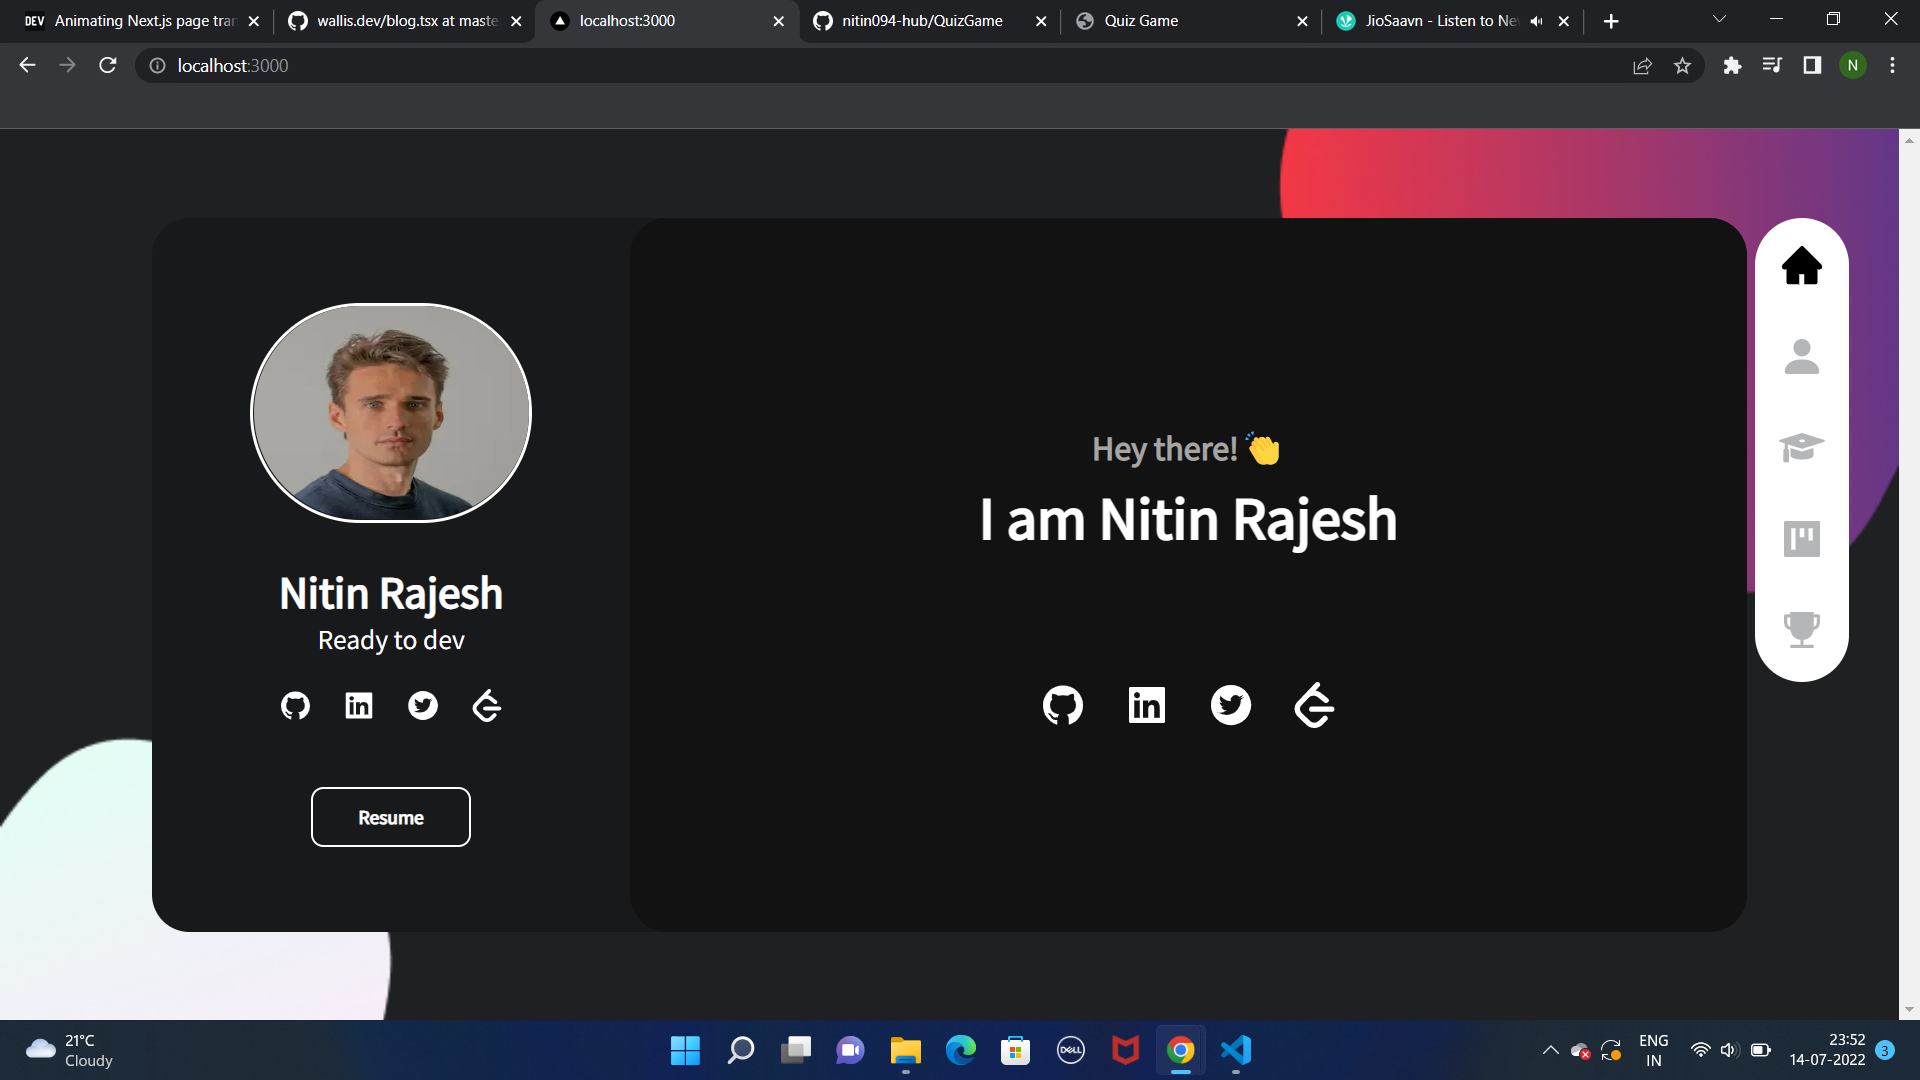 DEV Animating Next.js page tran
wallis.dev/blog.tsx at maste
localhost:3000
nitin094-hub/QuizGame
Quiz Game
JioSaavn - Listen to Nev
localhost:3000
N
Hey there!
I am Nitin Rajesh
Nitin Rajesh
Ready to dev
Resume
21°C
Cloudy
DELL
ENG
IN
23:52
14-07-2022
3